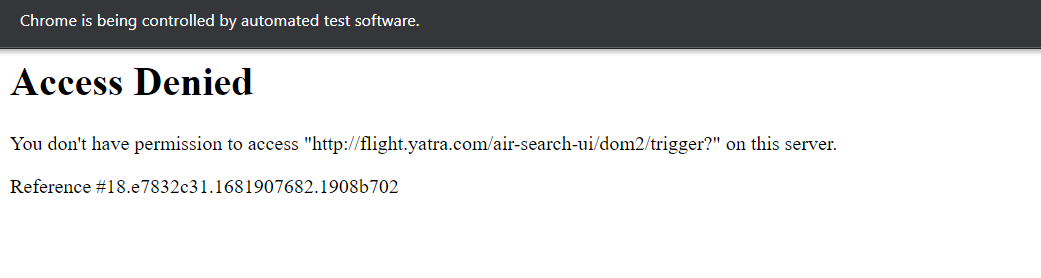 Chrome is being controlled by automated test software.
Access Denied
You don't have permission to access "http://flight.yatra.com/air-search-ui/dom2/trigger?" on this server.
Reference #18.e7832c31.1681907682.1908b702